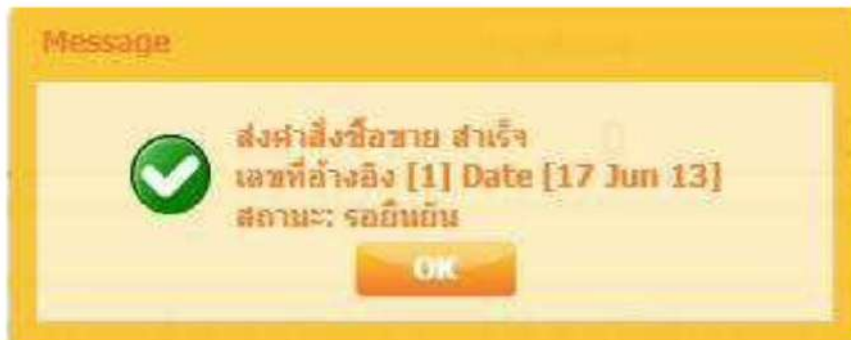 Message
ส่งคำสั่งซื้อขาย สำเร็จ
เลขที่อ้างอิง [1] Date [17 Jun 13]
สถานะ: รอยืนยัน
OK